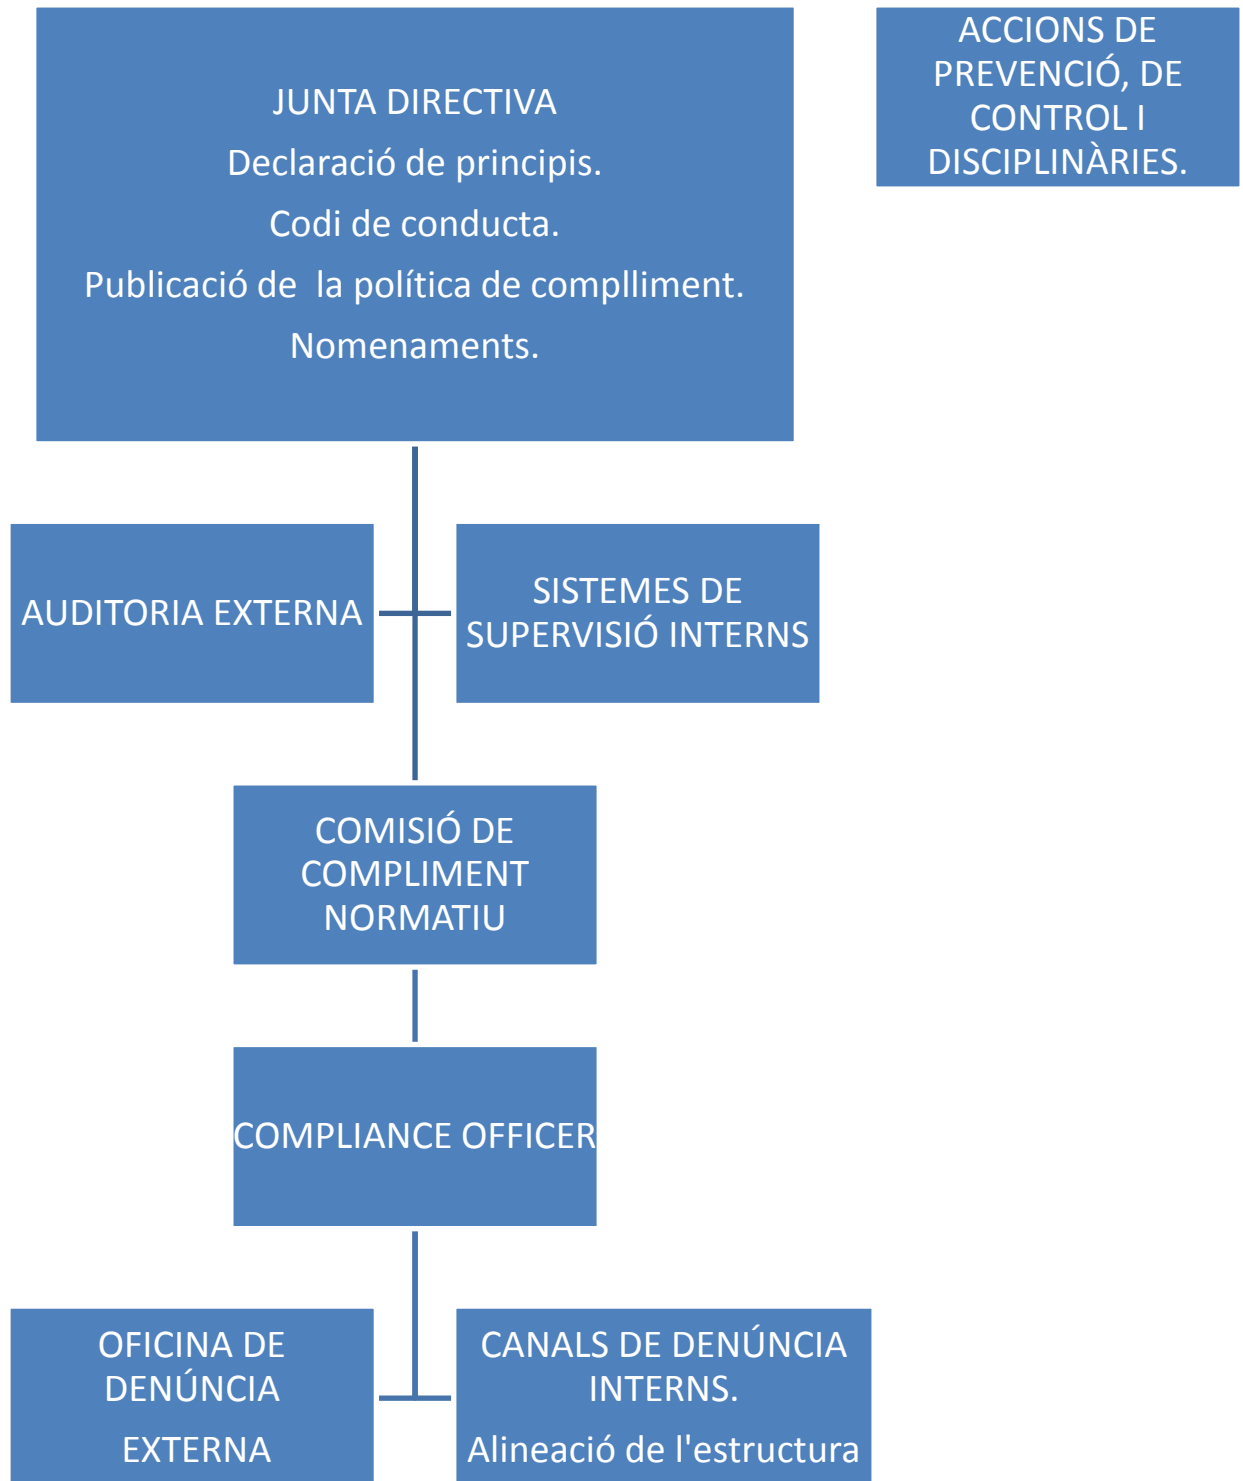 JUNTA DIRECTIVA
Declaració de principis.
Codi de conducta.
Publicació de  la política de complliment.
Nomenaments.
ACCIONS DE
PREVENCIÓ, DE
CONTROL I
DISCIPLINÀRIES.
AUDITORIA EXTERNA
SISTEMES DE
SUPERVISIÓ INTERNS
COMISIÓ DE
COMPLIMENT
NORMATIU
COMPLIANCE OFFICER
OFICINA DE
DENÚNCIA
EXTERNA
CANALS DE DENÚNCIA
INTERNS.
Alineació de l'estructura